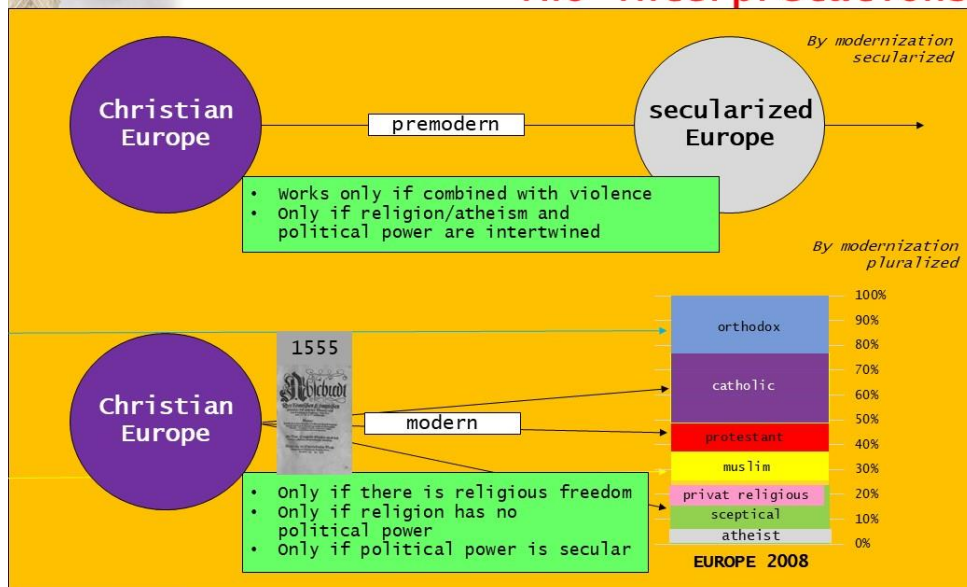 By modernization
secularized
Christian
Europe
premodern
secularized
Europe
• Works only if combined with violence
• Only if religion/atheism and
political power are intertwined
By modernization
pluralized
1555
Abschiedt
Christian
Europe
modern
• Only if there is religious freedom
• Only if religion has no
political power
• Only if political power is secular
100%
90%
80%
70%
60%
50%
40%
30%
20%
10%
0%
orthodox
catholic
protestant
muslim
privat religious
sceptical
atheist
EUROPE 2008